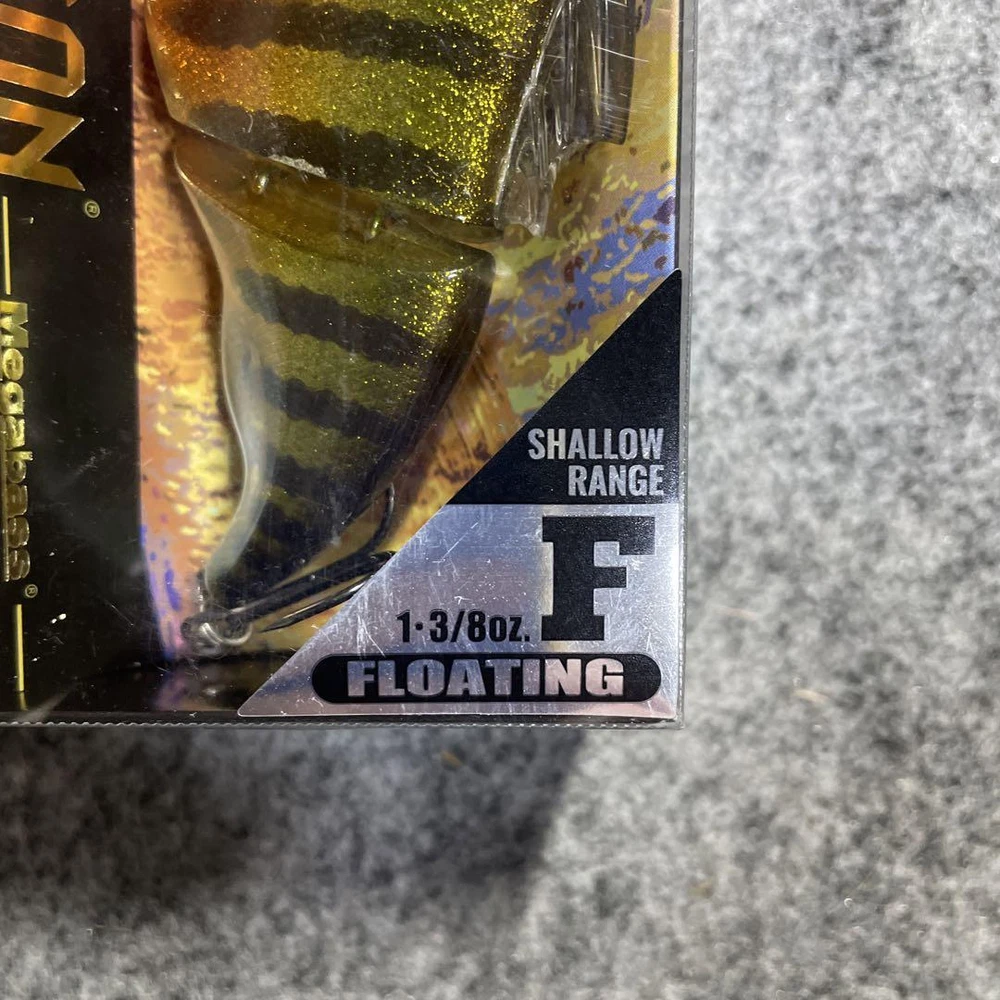 ON
®
Megabass®
SHALLOW
RANGE
F
1·3/8oz.
FLOATING